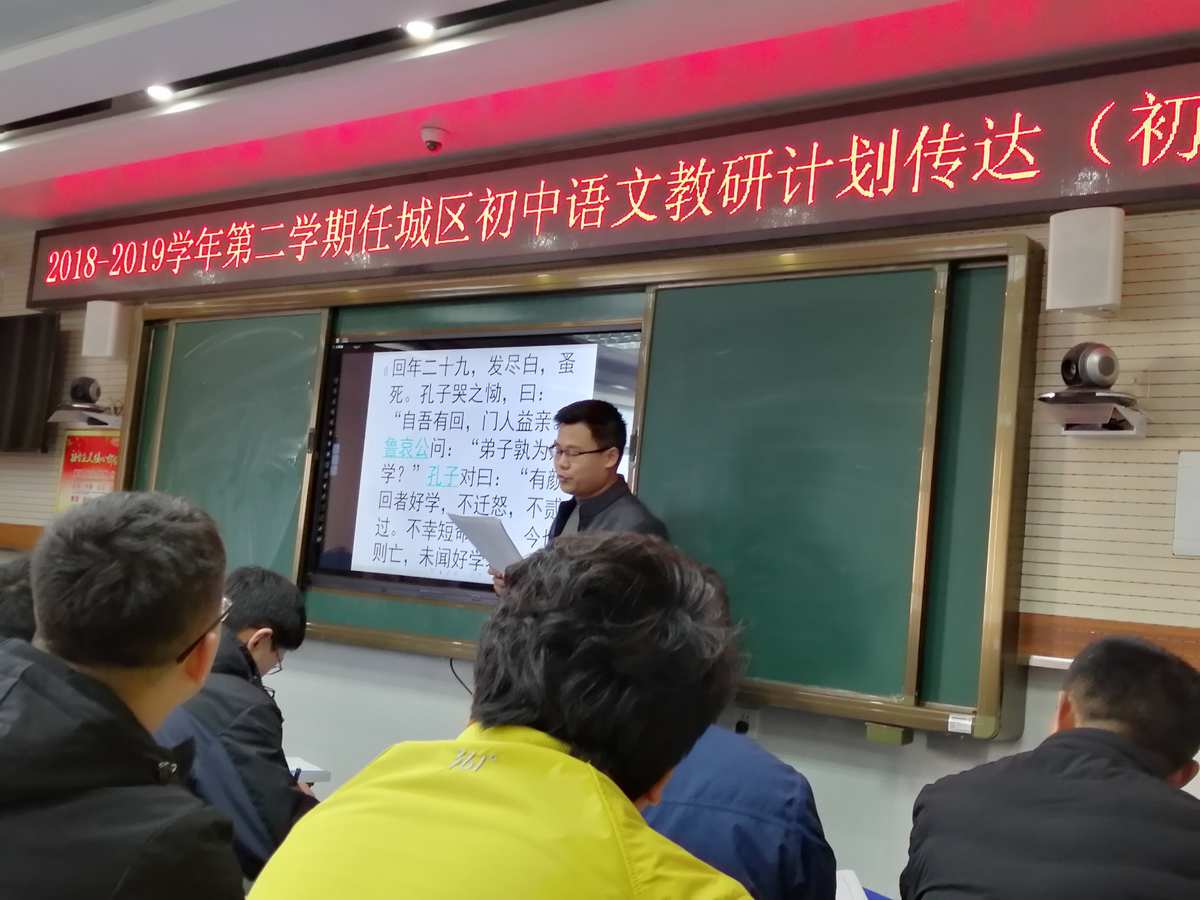 2018-2019学年第二学期任城区初中语文教研计划传达（初
回年二十九，发尽白，蚤
死。孔子哭之恸，曰：
“自吾有回，门人益亲
鲁哀公问：“弟子孰为
学？”孔子对曰：“有颜
回者好学，不迁怒，不贰
过。不幸短命 今也
则亡，未闻好学
361°